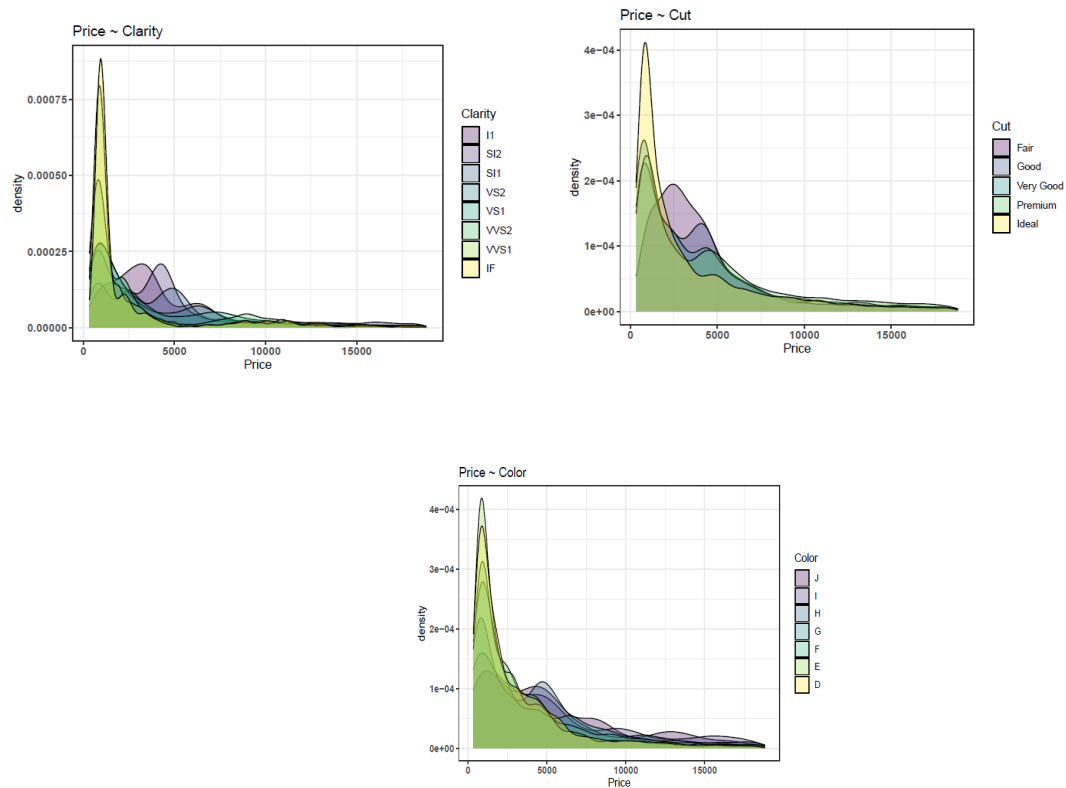 Price ~ Clarity
0.00075
0.00050
0.00025
0.00000
density
0
5000
10000
15000
Price
Clarity
I1
SI2
SI1
VS2
VS1
VVS2
VVS1
IF
Price ~ Cut
4e-04
3e-04
2e-04
1e-04
0e+00
density
0
5000
10000
15000
Price
Cut
Fair
Good
Very Good
Premium
Ideal
Price ~ Color
4e-04
3e-04
2e-04
1e-04
0e+00
density
0
5000
10000
15000
Price
Color
J
I
H
G
F
E
D